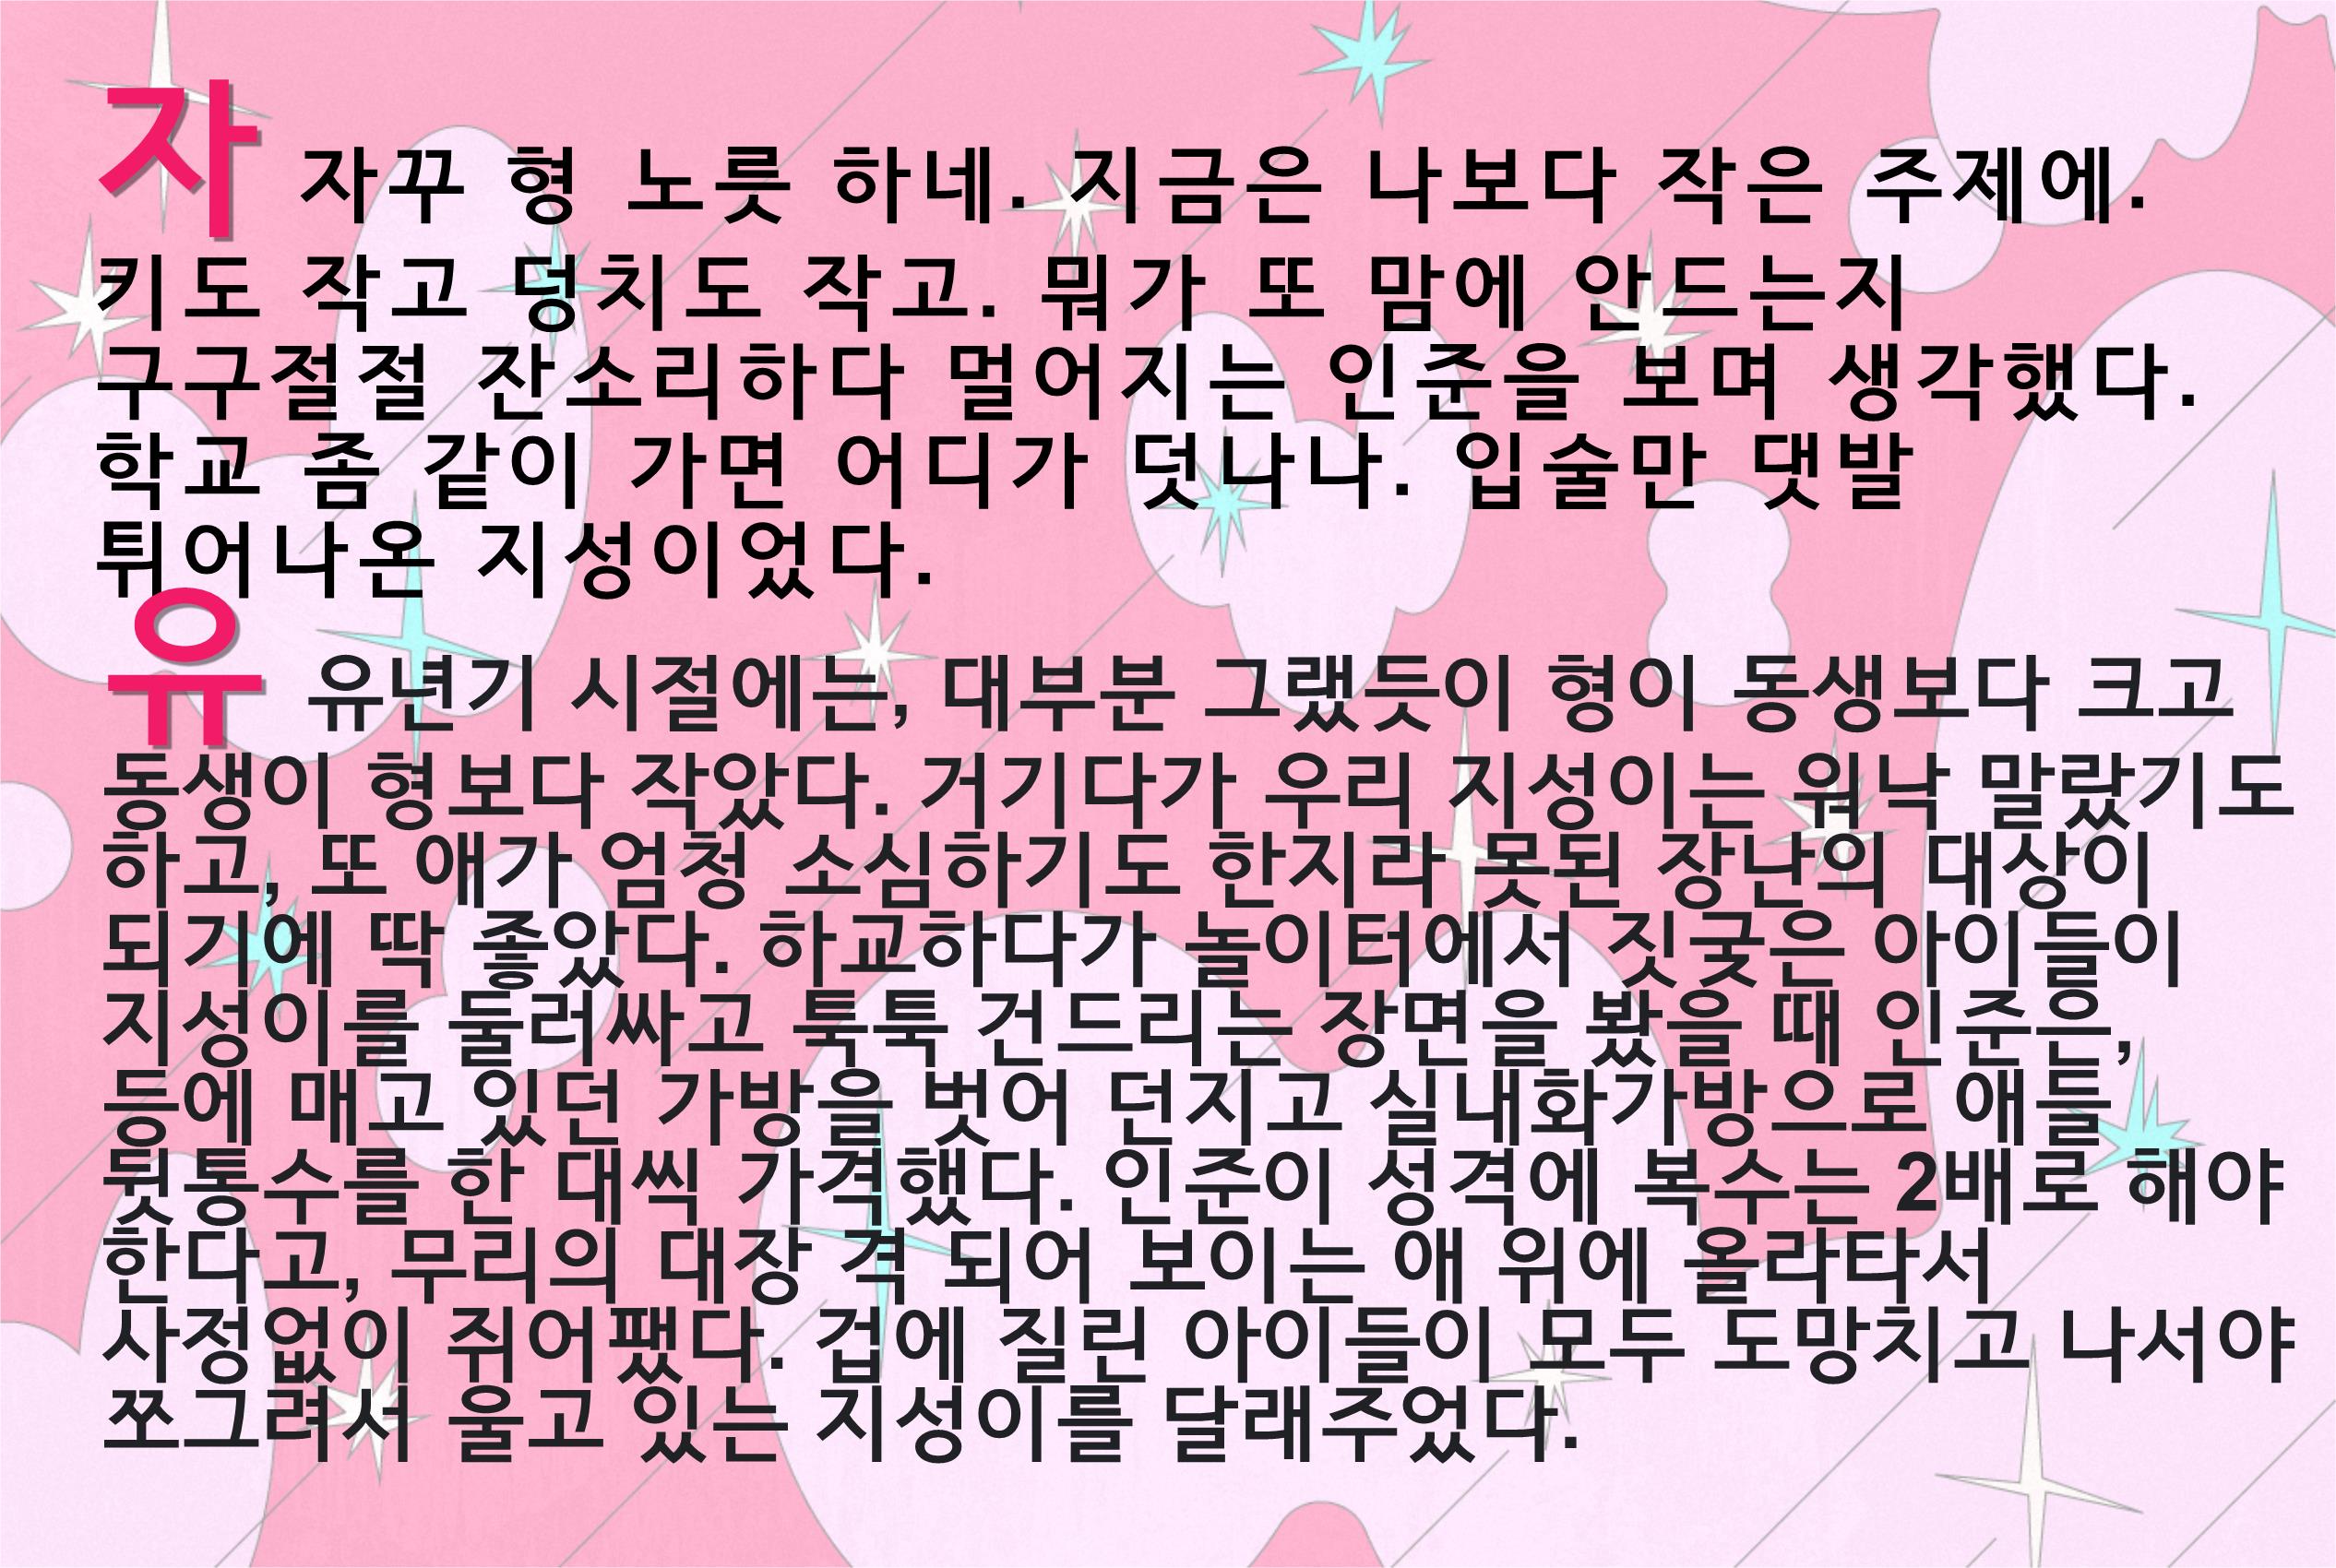 자
자꾸 형 노릇 하네. 지금은 나보다 작은 주제에.
키도 작고 덩치도 작고. 뭐가 또 맘에 안드는지
구구절절 잔소리하다 멀어지는 인준을 보며 생각했다.
학교 좀 같이 가면 어디가 덧나나. 입술만 댓발
튀어나온 지성이었다.
유
유년기 시절에는, 대부분 그랬듯이 형이 동생보다 크고
동생이 형보다 작았다. 거기다가 우리 지성이는 워낙 말랐기도
하고, 또 애가 엄청 소심하기도 한지라 못된 장난의 대상이
되기에 딱 좋았다. 하교하다가 놀이터에서 짓궂은 아이들이
지성이를 둘러싸고 툭툭 건드리는 장면을 봤을 때 인준은,
등에 매고 있던 가방을 벗어 던지고 실내화가방으로 애들
뒷통수를 한 대씩 가격했다. 인준이 성격에 복수는 2배로 해야
한다고, 무리의 대장 격 되어 보이는 애 위에 올라타서
사정없이 쥐어팼다. 겁에 질린 아이들이 모두 도망치고 나서야
쪼그려서 울고 있는 지성이를 달래주었다.